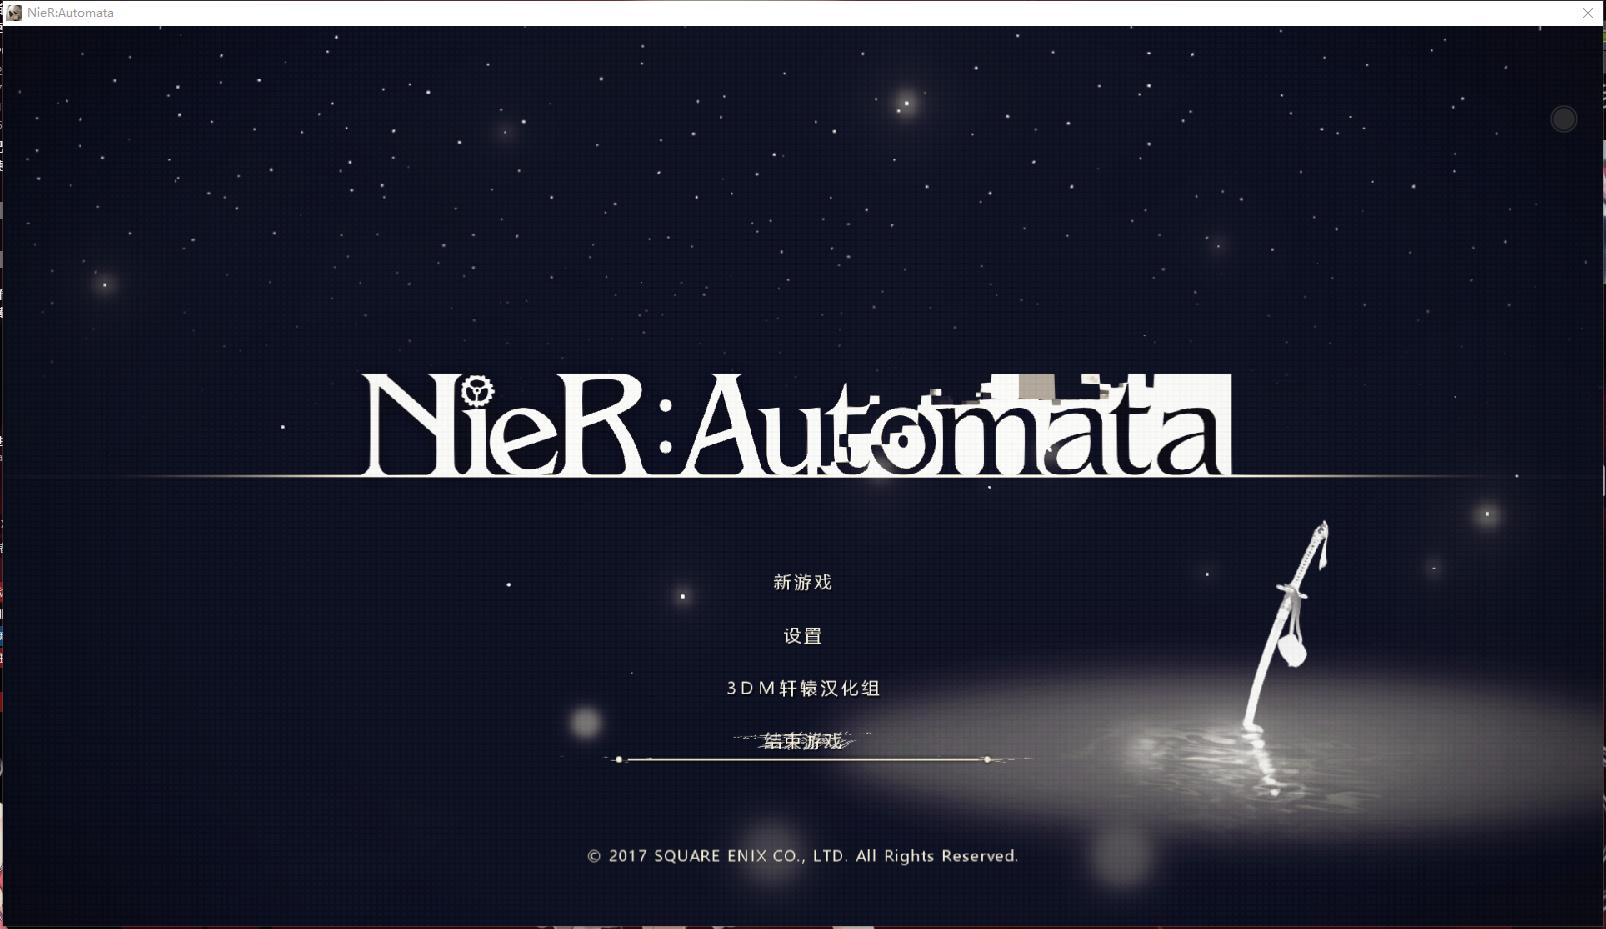 NieR:Automata
NieR:Automata
新游戏
设置
3DM轩辕汉化组
结束游戏
© 2017 SQUARE ENIX CO., LTD. All Rights Reserved.